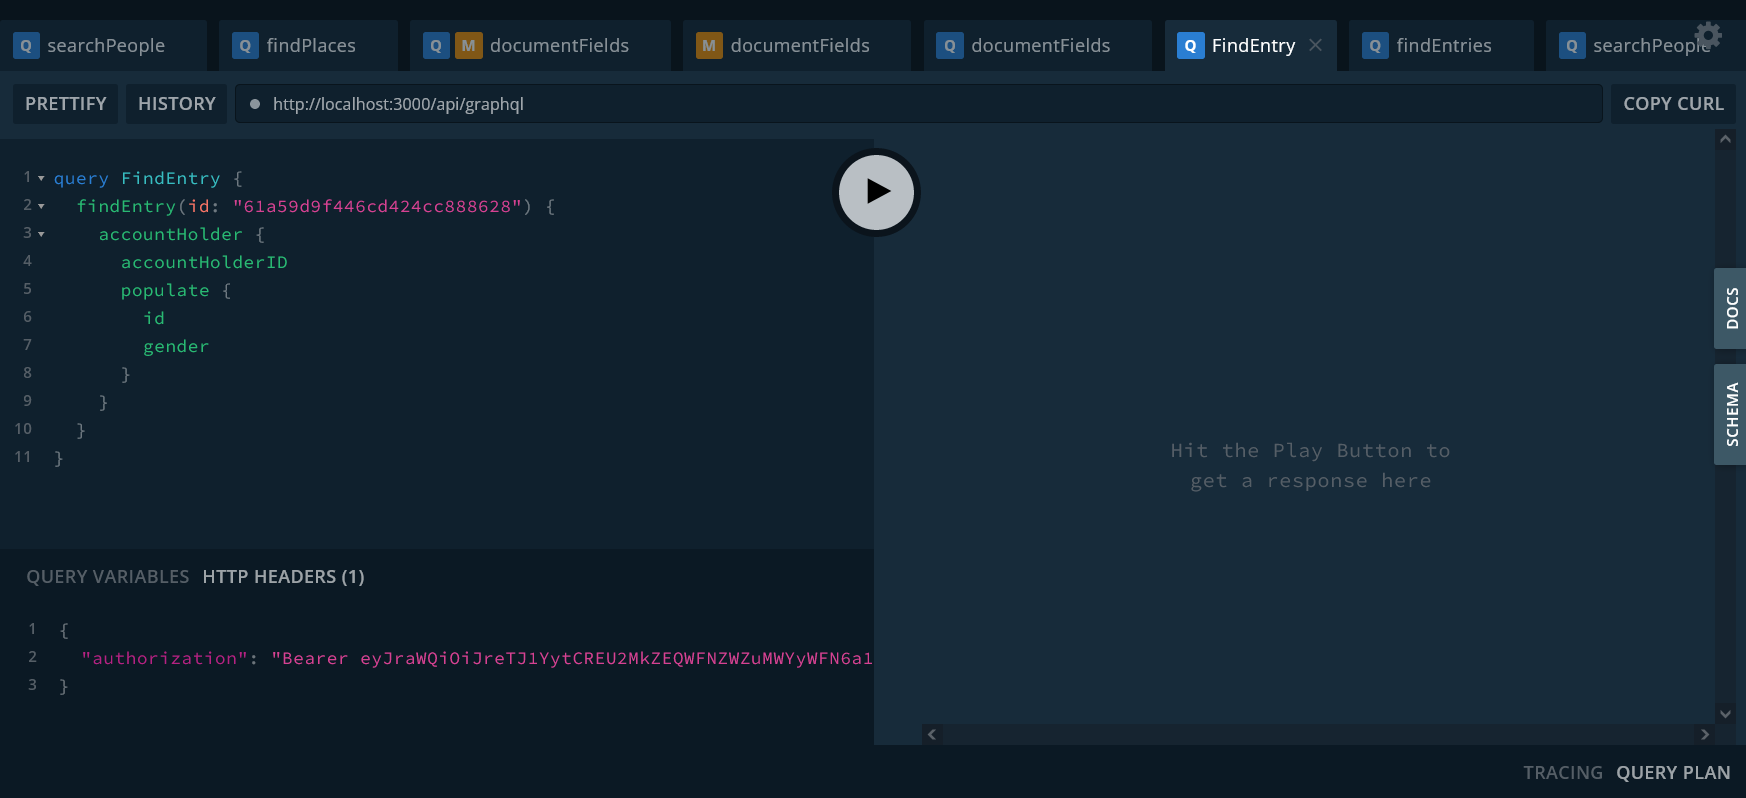 Q searchPeople Q findPlaces Q M documentFields M documentFields Q documentFields Q FindEntry Q findEntries Q searchPeople
PRETTIFY HISTORY http://localhost:3000/api/graphql COPY CURL
1 query FindEntry {
2 findEntry(id: "61a59d9f446cd424cc888628") {
3 accountHolder {
4 accountHolderID
5 populate {
6 id
7 gender
8 }
9 }
10 }
11 }
Hit the Play Button to
get a response here
DOCS
SCHEMA
QUERY VARIABLES HTTP HEADERS (1)
1 {
2 "authorization": "Bearer eyJraWQiOiJreTJ1YytCREU2MkZEQWFNZWZuMWYyWFN6a1
3 }
TRACING QUERY PLAN